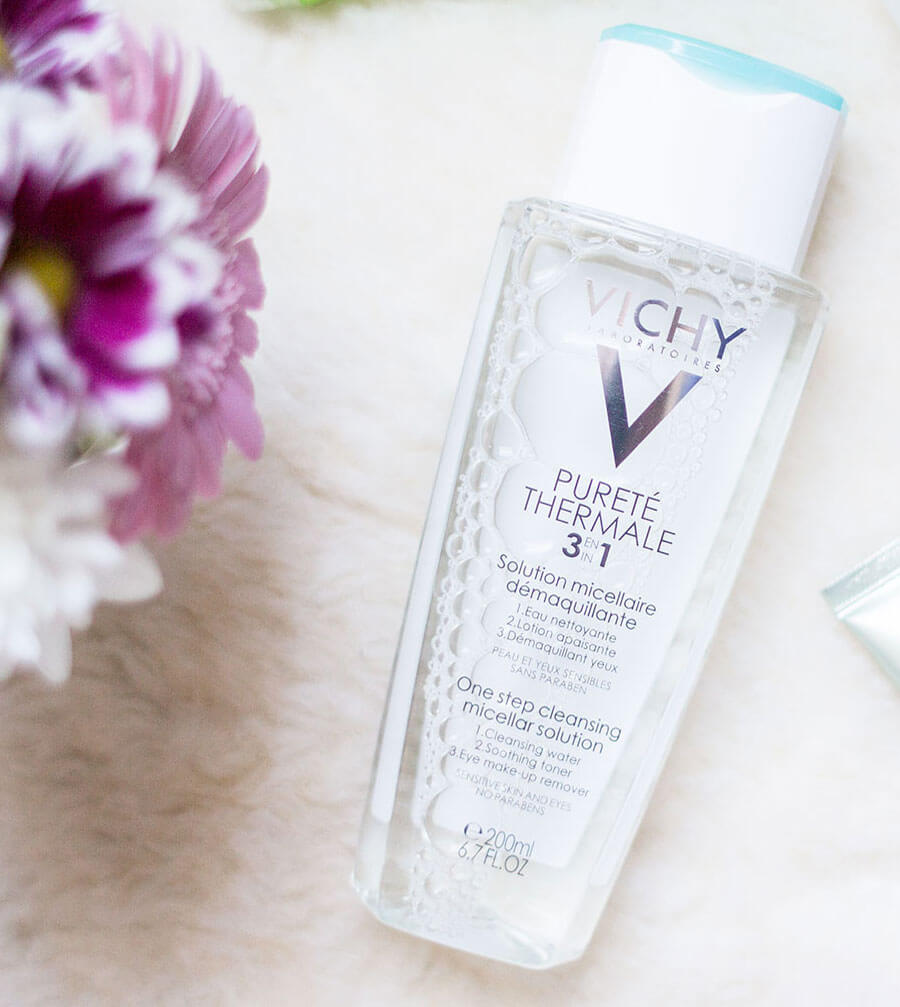 VICHY
LABORATOIRES
V
PURETÉ
THERMALE
3 EN IN 1
Solution micellaire
démaquillante
1.Eau nettoyante
2.Lotion apaisante
3.Démaquillant yeux
PEAU ET YEUX SENSIBLES
SANS PARABEN
One step cleansing
micellar solution
1.Cleansing water
2.Soothing toner
3.Eye make-up remover
SENSITIVE SKIN AND EYES
NO PARABENS
℮ 200ml
6.7 FL.OZ